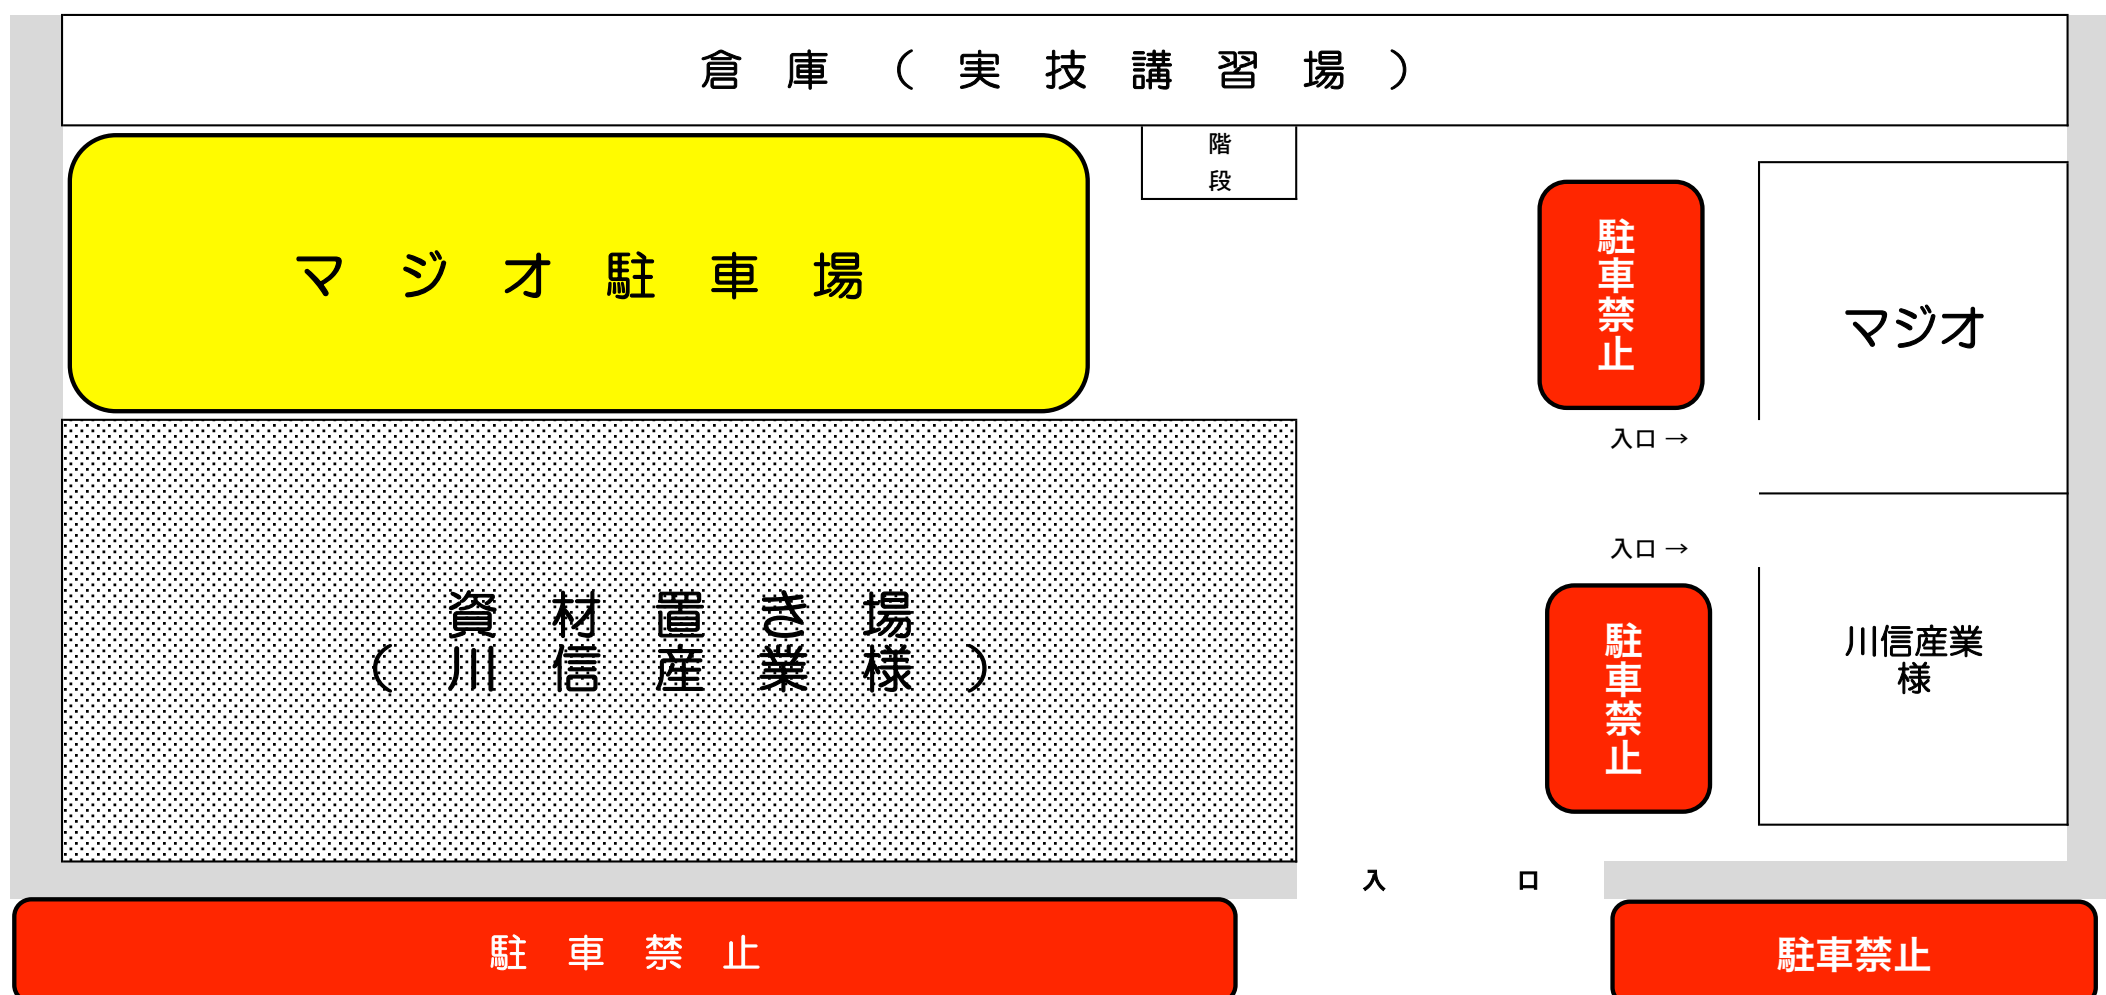 倉庫（実技講習場）
階
段
マジオ駐車場
駐車禁止
マジオ
入口→
入口→
資材置き場
（川信産業様）
駐車禁止
川信産業
様
入口
駐車禁止
駐車禁止